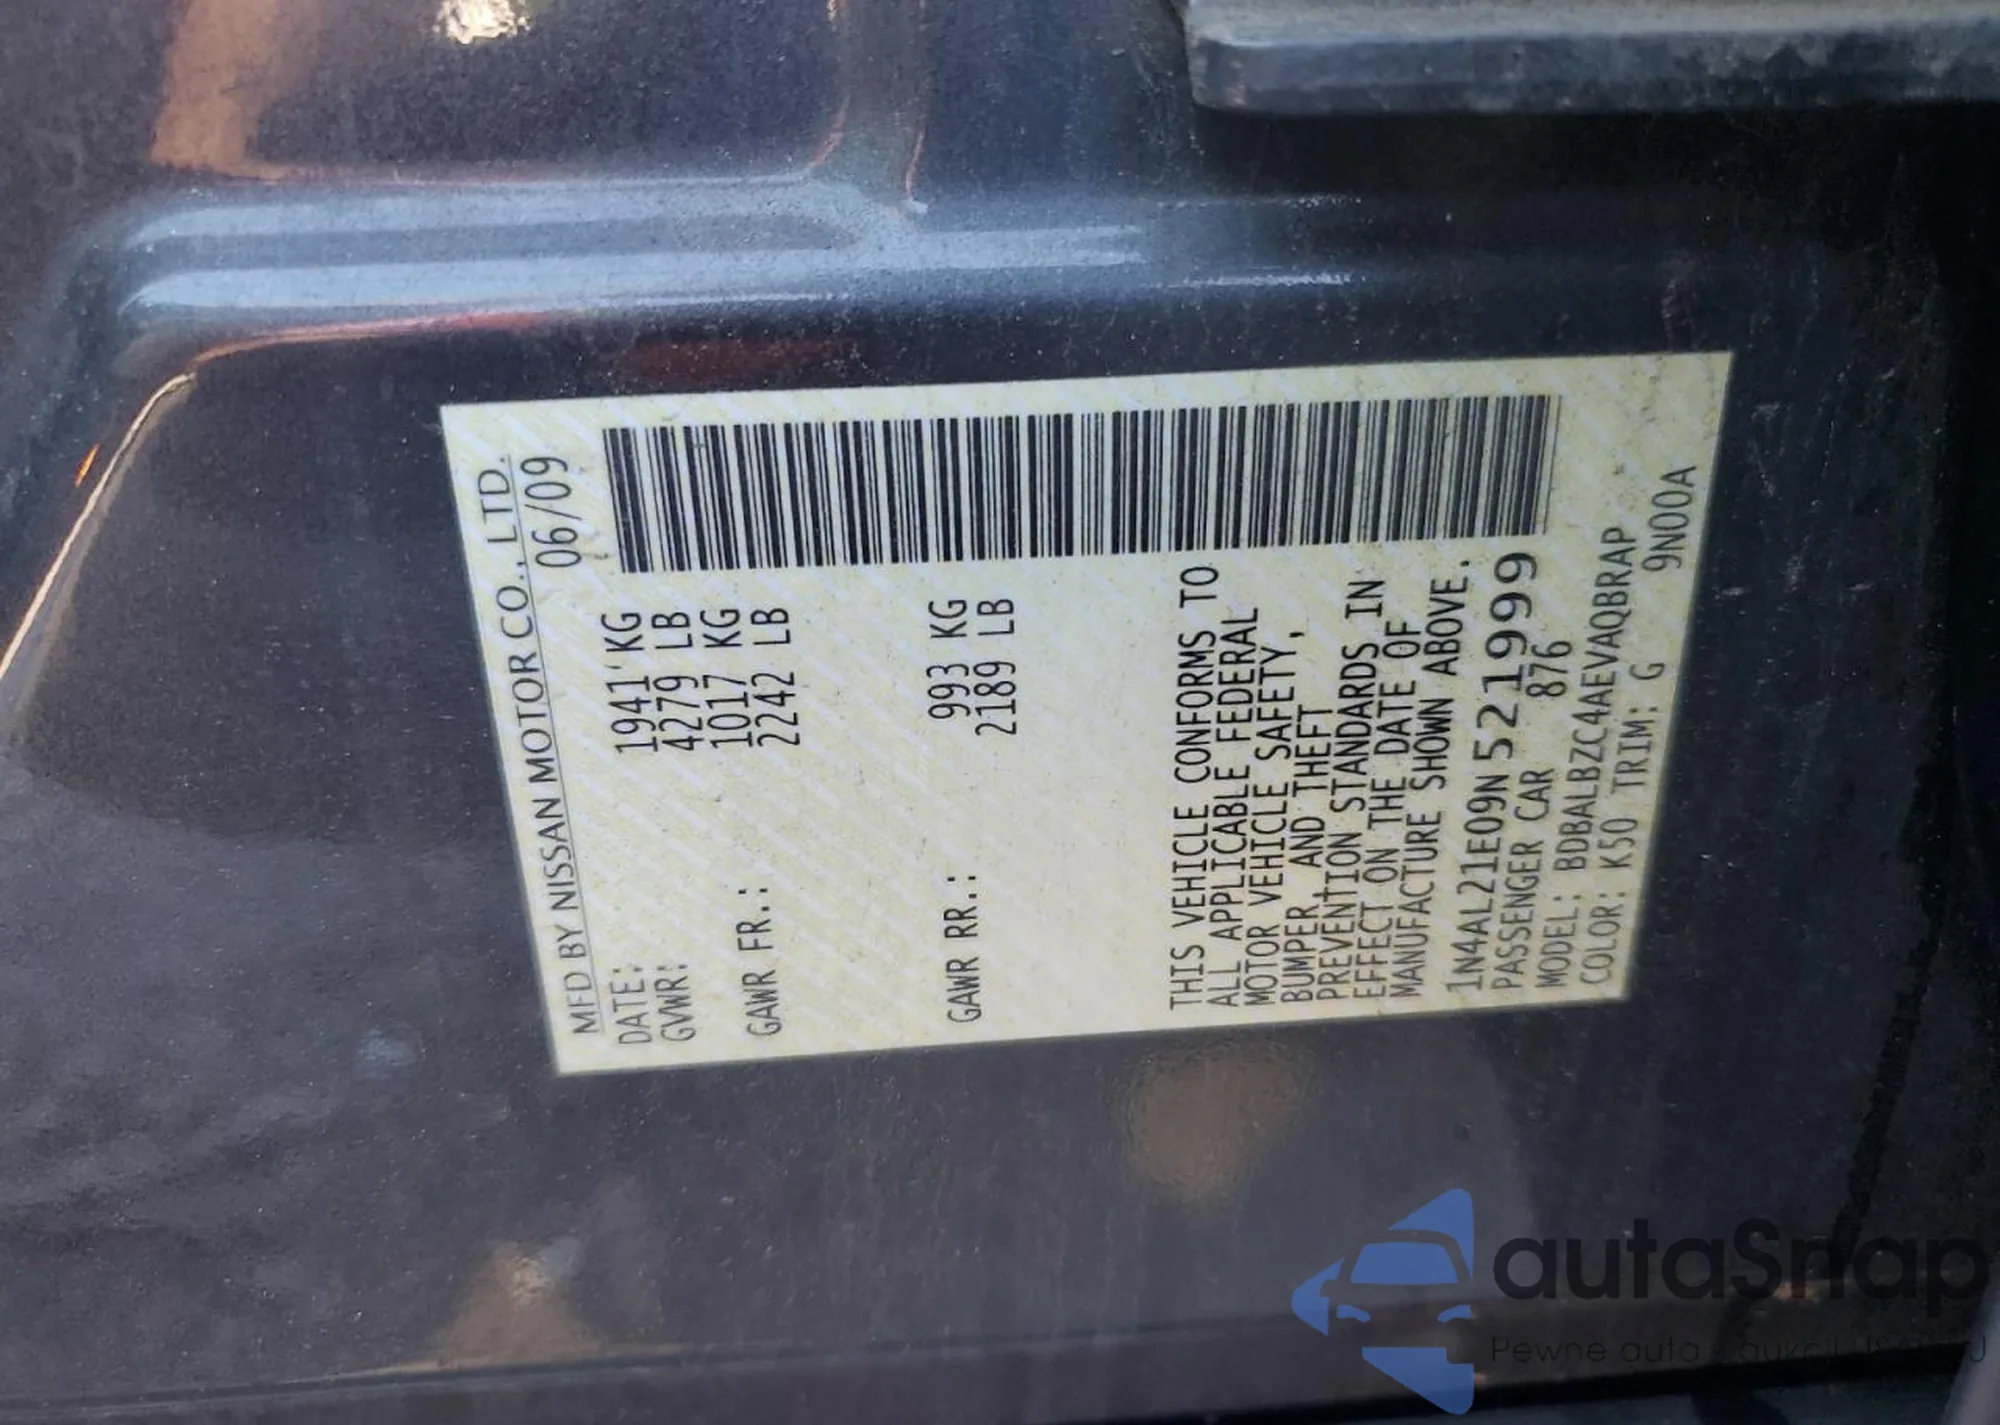 MFD BY NISSAN MOTOR CO., LTD.
DATE: 06/09
GVWR: 1941 KG
4279 LB
GAWR FR.: 1017 KG
2242 LB
GAWR RR.: 993 KG
2189 LB
THIS VEHICLE CONFORMS TO
ALL APPLICABLE FEDERAL
MOTOR VEHICLE SAFETY,
BUMPER, AND THEFT
PREVENTION STANDARDS IN
EFFECT ON THE DATE OF
MANUFACTURE SHOWN ABOVE.
1N4AL21E09N521999
PASSENGER CAR 876
MODEL: BDBALBZC4AEVAQBRAP
COLOR: K50 TRIM: G 9N00A
autaSnap
Pewne auta z aukcji